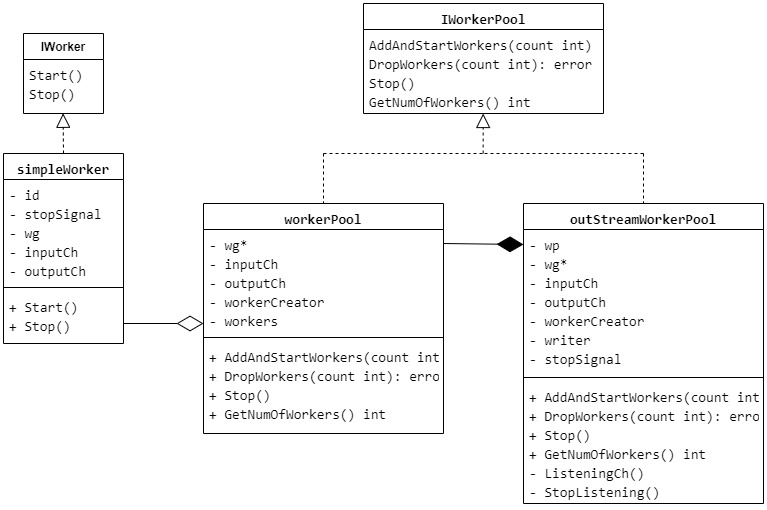 IWorker
Start()
Stop()
IWorkerPool
AddAndStartWorkers(count int)
DropWorkers(count int): error
Stop()
GetNumOfWorkers() int
simpleWorker
- id
- stopSignal
- wg
- inputCh
- outputCh
+ Start()
+ Stop()
workerPool
- wg*
- inputCh
- outputCh
- workerCreator
- workers
+ AddAndStartWorkers(count int
+ DropWorkers(count int): erro
+ Stop()
+ GetNumOfWorkers() int
outStreamWorkerPool
- wp
- wg*
- inputCh
- outputCh
- workerCreator
- writer
- stopSignal
+ AddAndStartWorkers(count int
+ DropWorkers(count int): erro
+ Stop()
+ GetNumOfWorkers() int
- ListeningCh()
- StopListening()